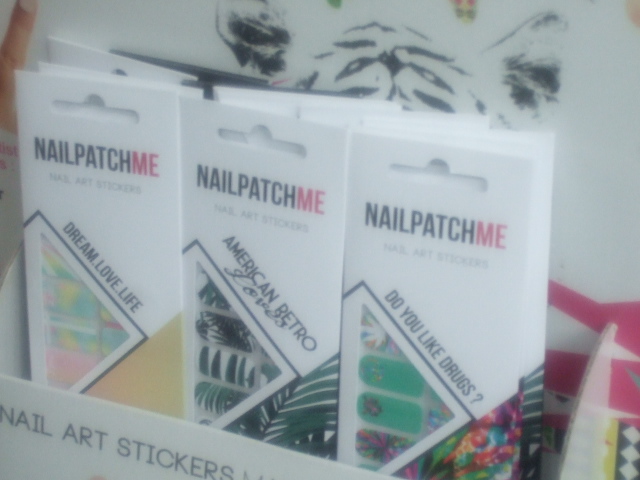 NAILPATCHME
NAIL ART STICKERS
DREAM.LOVE.LIFE
NAILPATCHME
NAIL ART STICKERS
AMERICAN RETRO
Loves
NAILPATCHME
NAIL ART STICKERS
DO YOU LIKE DRUGS?
NAIL ART STICKERS